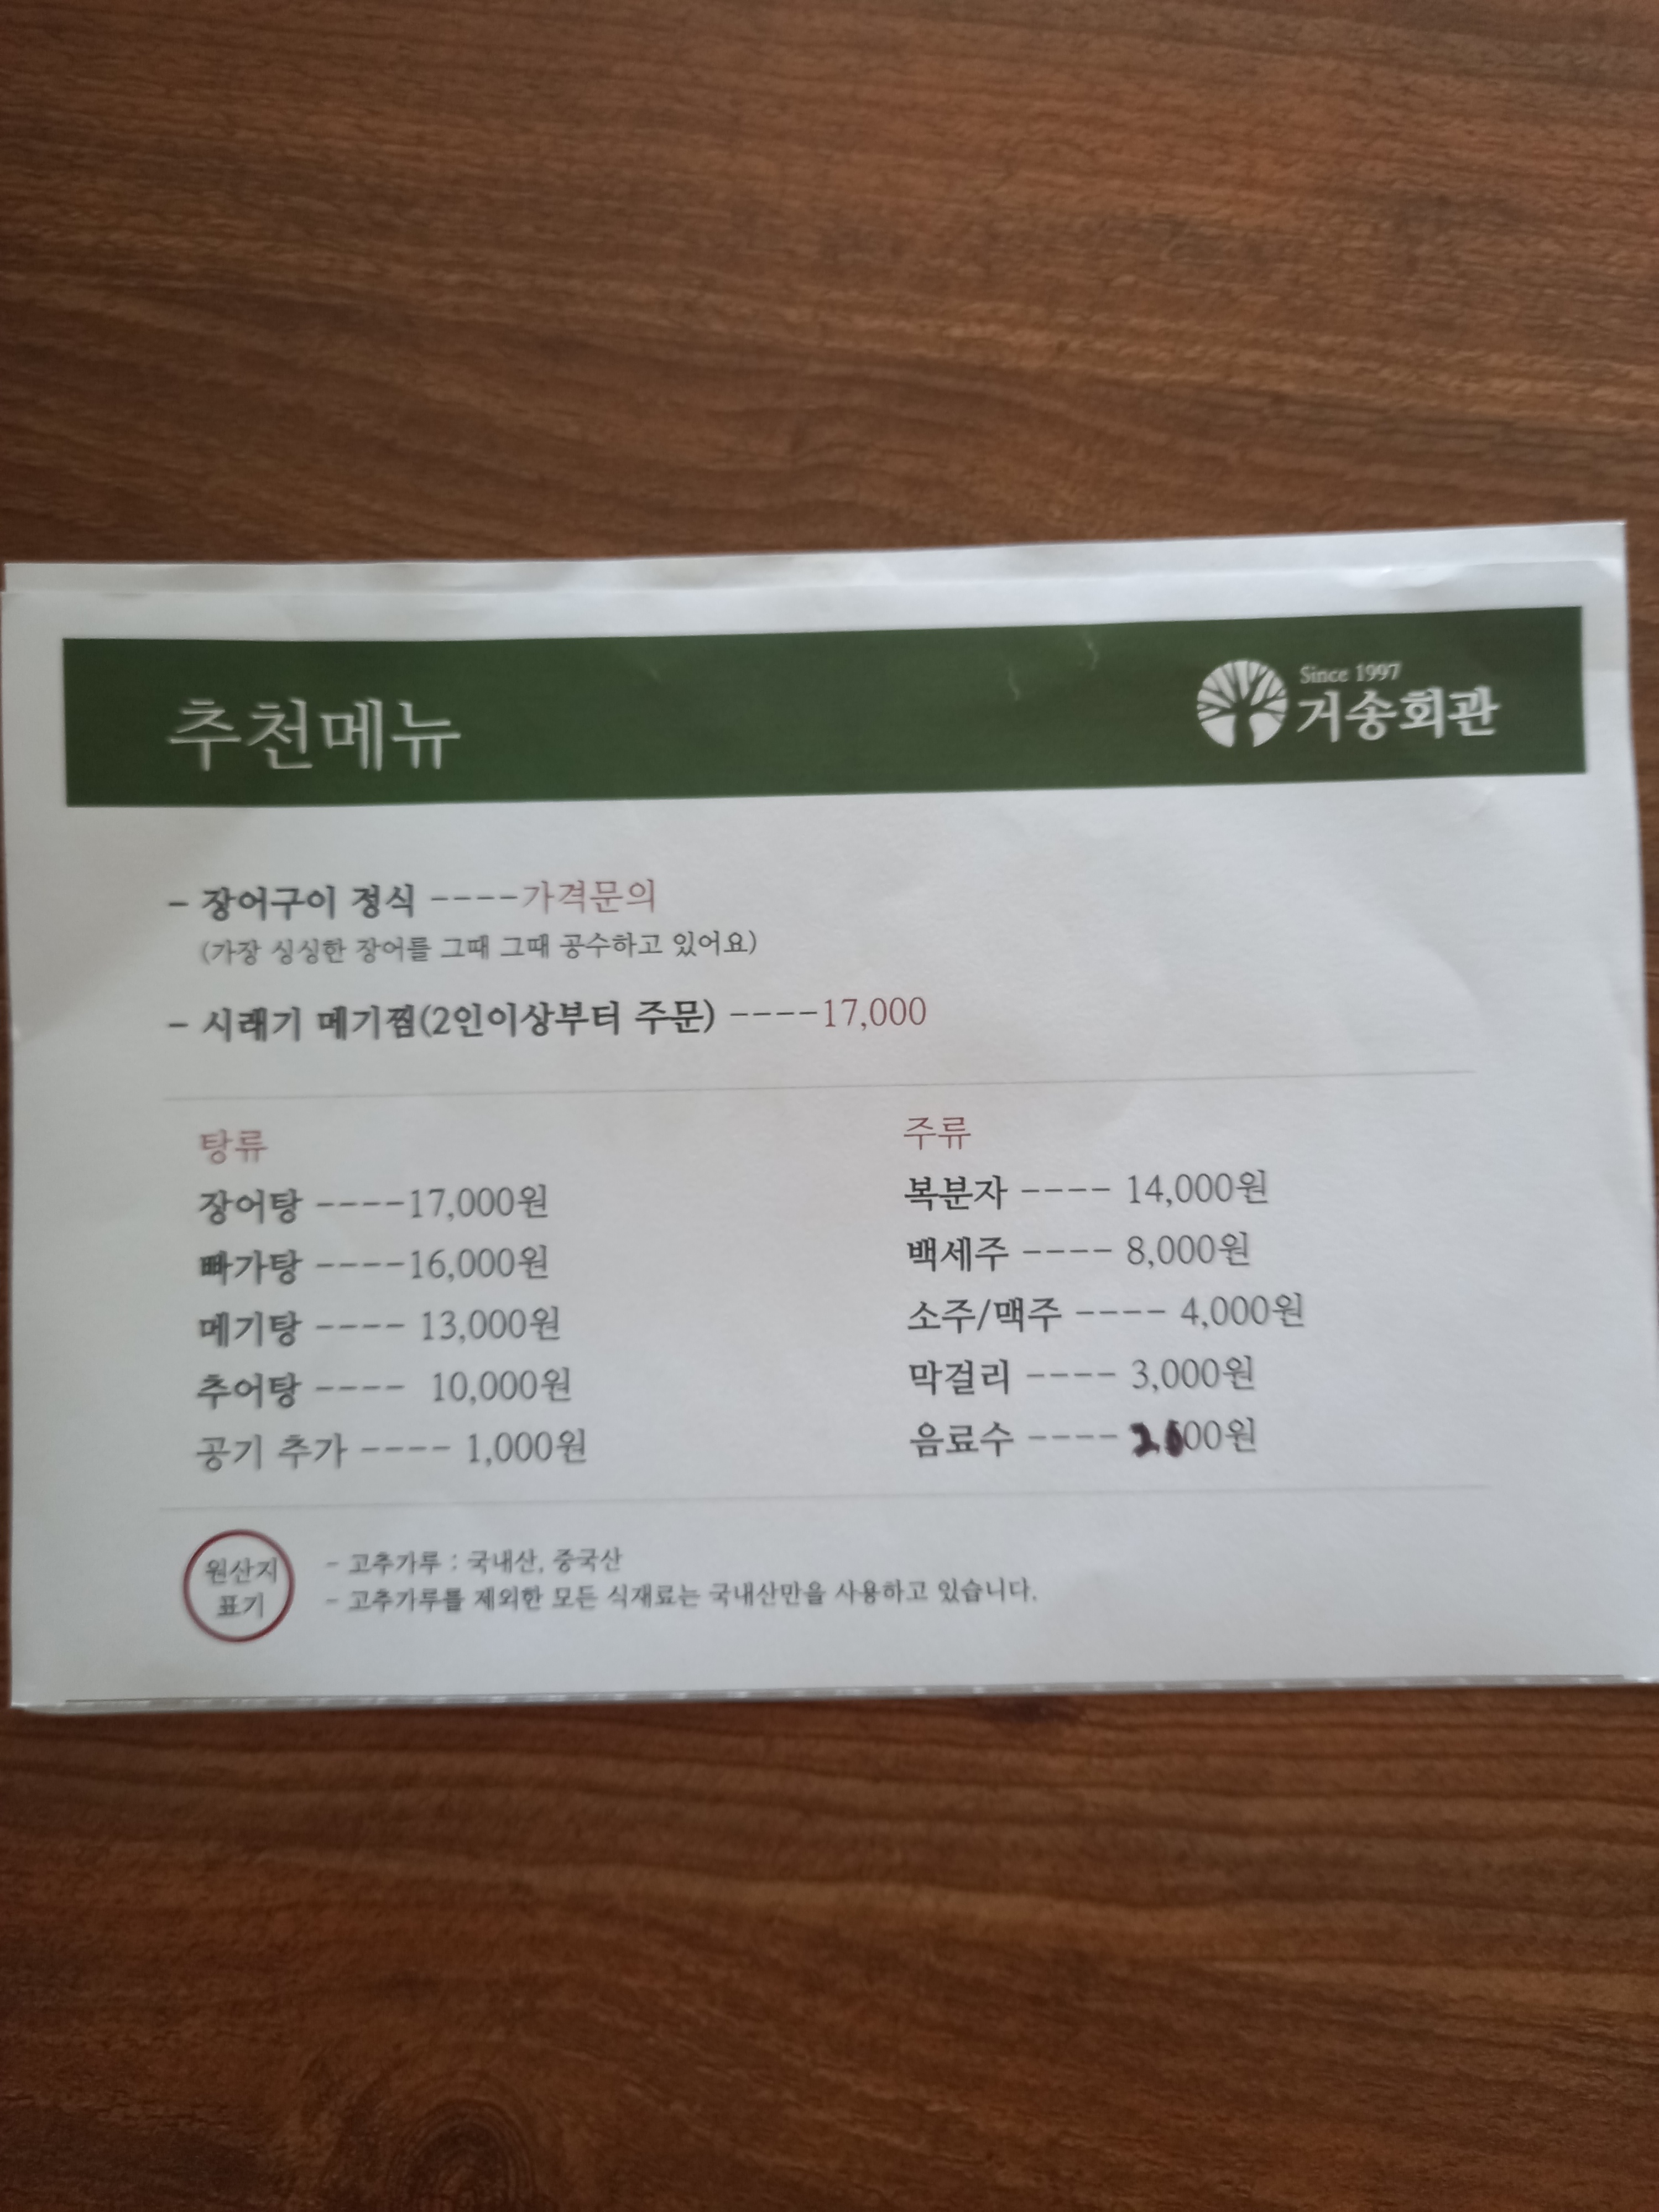 추천메뉴
Since 1997
거송회관
- 장어구이 정식 ----가격문의
(가장 싱싱한 장어를 그때 그때 공수하고 있어요)
- 시래기 메기찜(2인이상부터 주문) ----17,000
탕류
장어탕 ----17,000원
빠가탕 ----16,000원
메기탕 ---- 13,000원
추어탕 ---- 10,000원
공기 추가 ---- 1,000원
주류
복분자 ---- 14,000원
백세주 ---- 8,000원
소주/맥주 ---- 4,000원
막걸리 ---- 3,000원
음료수 ----
원산지
표기
- 고추가루 : 국내산, 중국산
- 고추가루를 제외한 모든 식재료는 국내산만을 사용하고 있습니다.